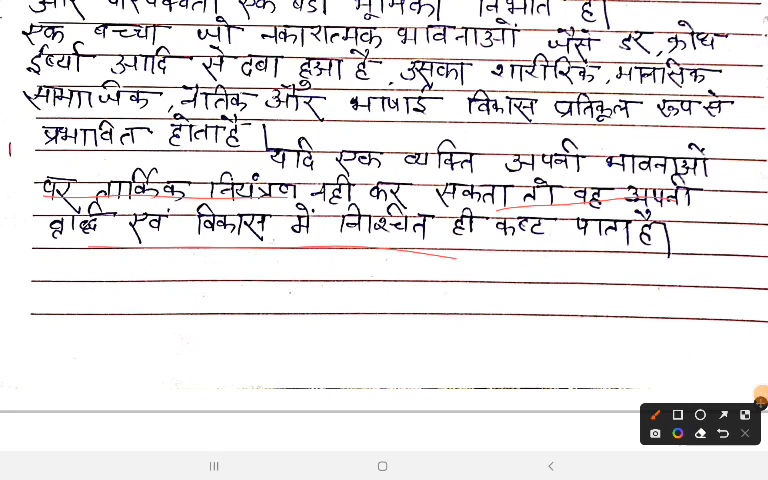 और परिपक्वता एक बडी भूमिका निभाते है।
एक बच्चा जो नकारात्मक भावनाओं जैसे डर, क्रोध
ईर्ष्या आदि से दबा हुआ है, उसका शारीरिक, मानसिक
सामाजिक, नैतिक और भाषाई विकास प्रतिकूल रूप से
प्रभावित होता है।
यदि एक व्यक्ति अपनी भावनाओं
पर तार्किक नियंत्रण नही कर सकता तो वह अपनी
वृद्धि एवं विकास में निश्चित ही कष्ट पाता है।